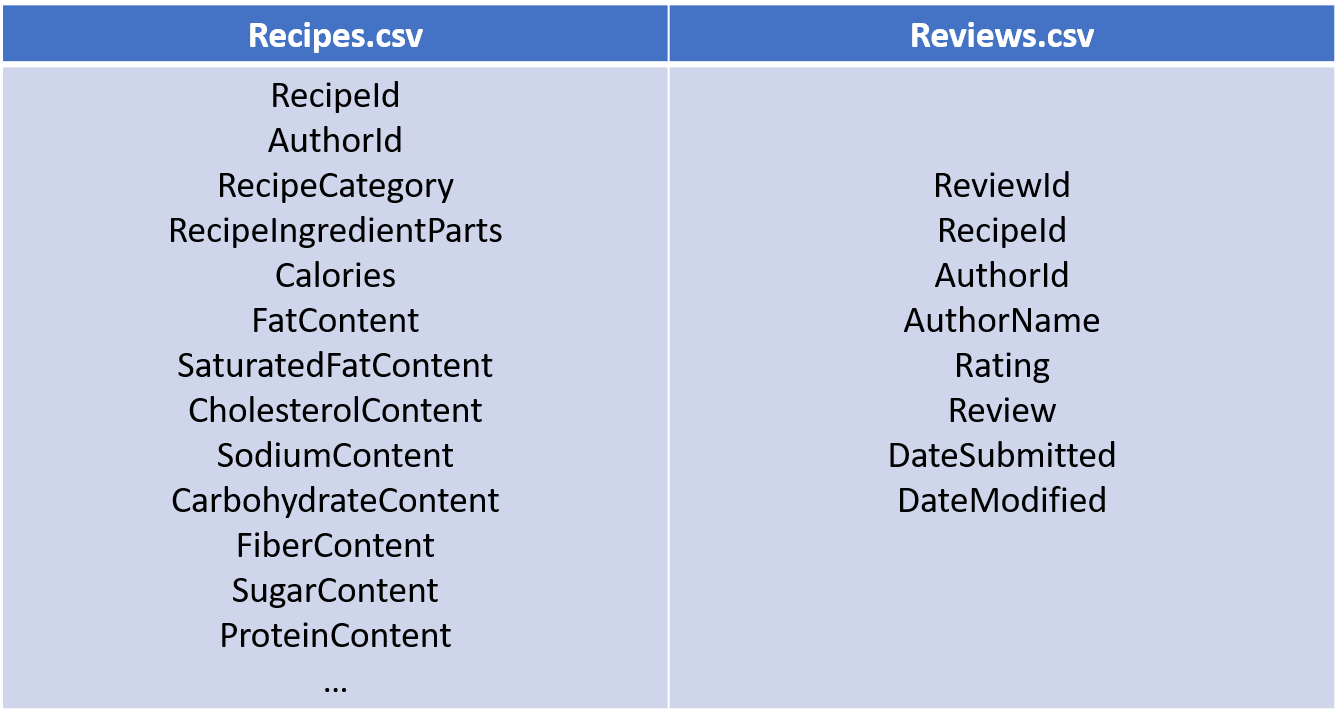 Recipes.csv
Reviews.csv
RecipeId
AuthorId
RecipeCategory
RecipeIngredientParts
Calories
FatContent
SaturatedFatContent
CholesterolContent
SodiumContent
CarbohydrateContent
FiberContent
SugarContent
ProteinContent
...
ReviewId
RecipeId
AuthorId
AuthorName
Rating
Review
DateSubmitted
DateModified